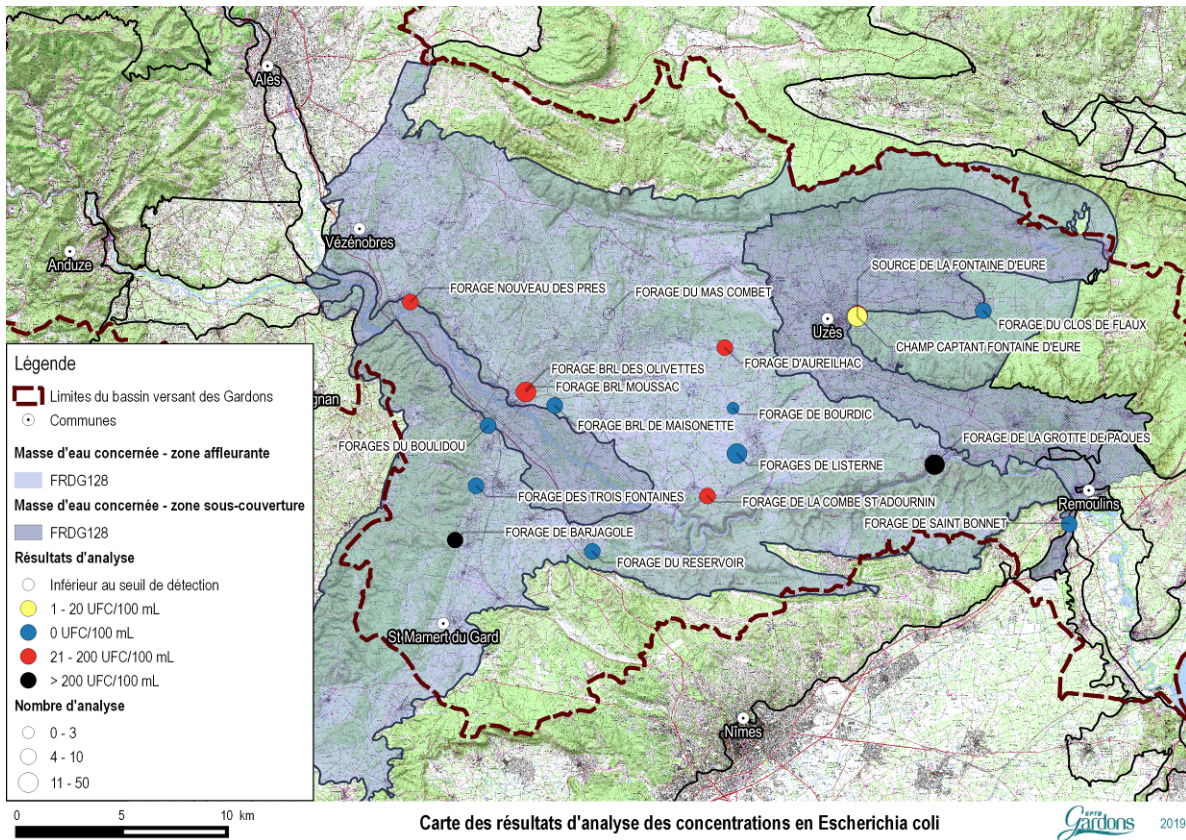 Alès
Vézénobres
Anduze
SOURCE DE LA FONTAINE D'EURE
FORAGE NOUVEAU DES PRES
FORAGE DU MAS COMBET
Uzès
FORAGE DU CLOS DE FLAUX
CHAMP CAPTANT FONTAINE D'EURE
FORAGE D'AUREILHAC
FORAGE BRL DES OLIVETTES
FORAGE BRL MOUSSAC
FORAGE DE BOURDIC
FORAGE BRL DE MAISONETTE
FORAGES DU BOULIDOU
FORAGE DE LA GROTTE DE PAQUES
FORAGES DE LISTERNE
FORAGE DES TROIS FONTAINES
FORAGE DE LA COMBE ST ADOURNIN
Remoulins
FORAGE DE SAINT BONNET
FORAGE DE BARJAGOLE
FORAGE DU RESERVOIR
St Mamert du Gard
Nîmes
gnan
Légende
Limites du bassin versant des Gardons
Communes
Masse d'eau concernée - zone affleurante
FRDG128
Masse d'eau concernée - zone sous-couverture
FRDG128
Résultats d'analyse
Inférieur au seuil de détection
1 - 20 UFC/100 mL
0 UFC/100 mL
21 - 200 UFC/100 mL
> 200 UFC/100 mL
Nombre d'analyse
0 - 3
4 - 10
11 - 50
0 5 10 km
Carte des résultats d'analyse des concentrations en Escherichia coli
EPTB
Gardons
2019